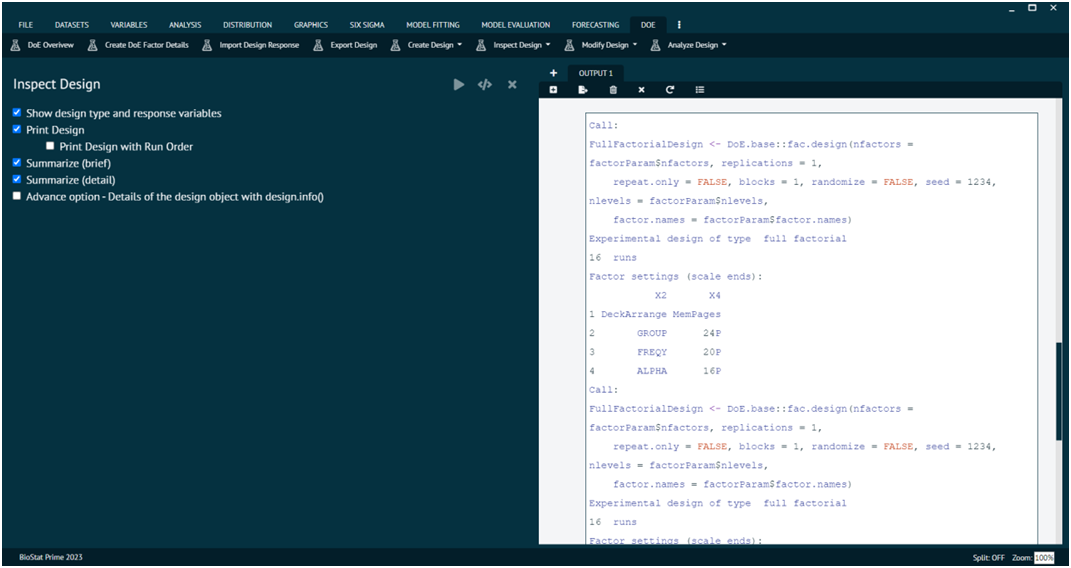 FILE DATASETS VARIABLES ANALYSIS DISTRIBUTION GRAPHICS SIX SIGMA MODEL FITTING MODEL EVALUATION FORECASTING DOE
DoE Overivew Create DoE Factor Details Import Design Response Export Design Create Design Inspect Design Modify Design Analyze Design
Inspect Design
Show design type and response variables
Print Design
Print Design with Run Order
Summarize (brief)
Summarize (detail)
Advance option - Details of the design object with design.info()
OUTPUT 1
Call:
FullFactorialDesign <- DoE.base::fac.design(nfactors =
factorParam$nfactors, replications = 1,
repeat.only = FALSE, blocks = 1, randomize = FALSE, seed = 1234,
nlevels = factorParam$nlevels,
factor.names = factorParam$factor.names)
Experimental design of type  full factorial
16  runs
Factor settings (scale ends):
X2 X4
1 DeckArrange MemPages
2 GROUP 24P
3 FREQY 20P
4 ALPHA 16P
Call:
FullFactorialDesign <- DoE.base::fac.design(nfactors =
factorParam$nfactors, replications = 1,
repeat.only = FALSE, blocks = 1, randomize = FALSE, seed = 1234,
nlevels = factorParam$nlevels,
factor.names = factorParam$factor.names)
Experimental design of type  full factorial
16  runs
Factor settings (scale ends):
BioStat Prime 2023
Split: OFF Zoom: 100%